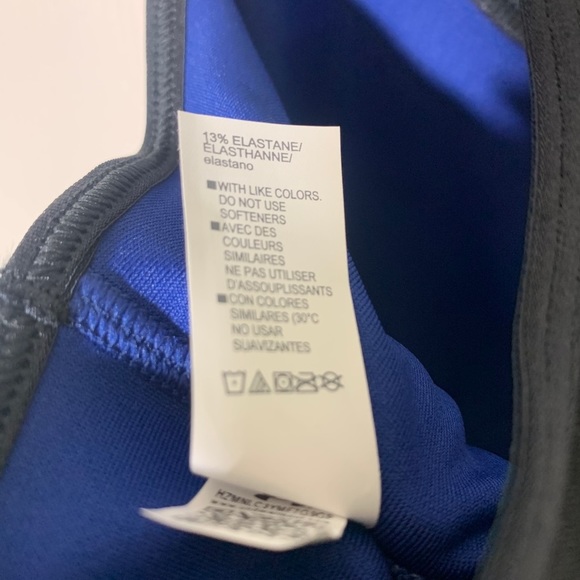 13% ELASTANE/
ELASTHANNE/
elastano
WITH LIKE COLORS.
DO NOT USE
SOFTENERS
AVEC DES
COULEURS
SIMILAIRES
NE PAS UTILISER
D'ASSOUPLISSANTS
CON COLORES
SIMILARES (30°C
NO USAR
SUAVIZANTES